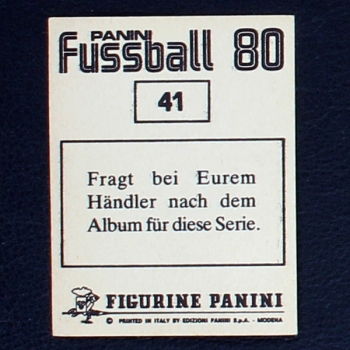 PANINI
Fussball 80
41
Fragt bei Eurem
Händler nach dem
Album für diese Serie.
FIGURINE PANINI
© PRINTED IN ITALY BY EDIZIONI PANINI S.p.A. - MODENA